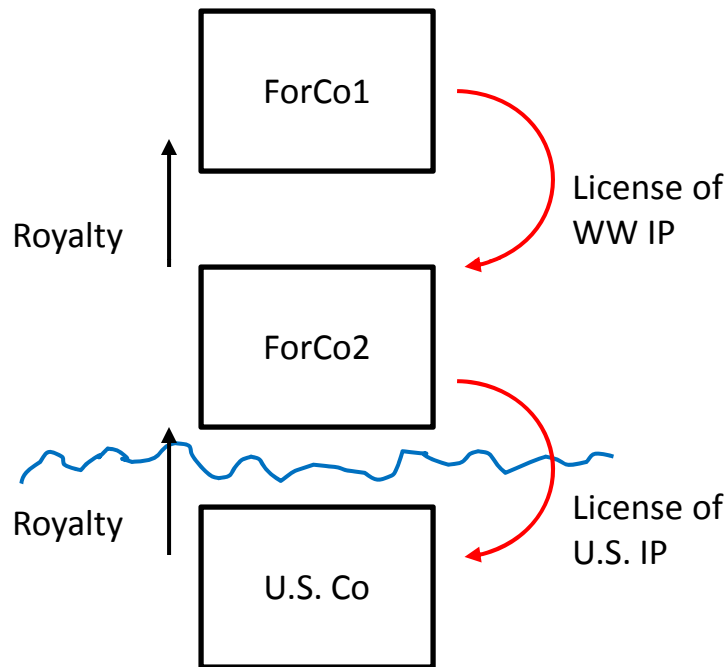 ForCo1
Royalty
License of
WW IP
ForCo2
Royalty
License of
U.S. IP
U.S. Co